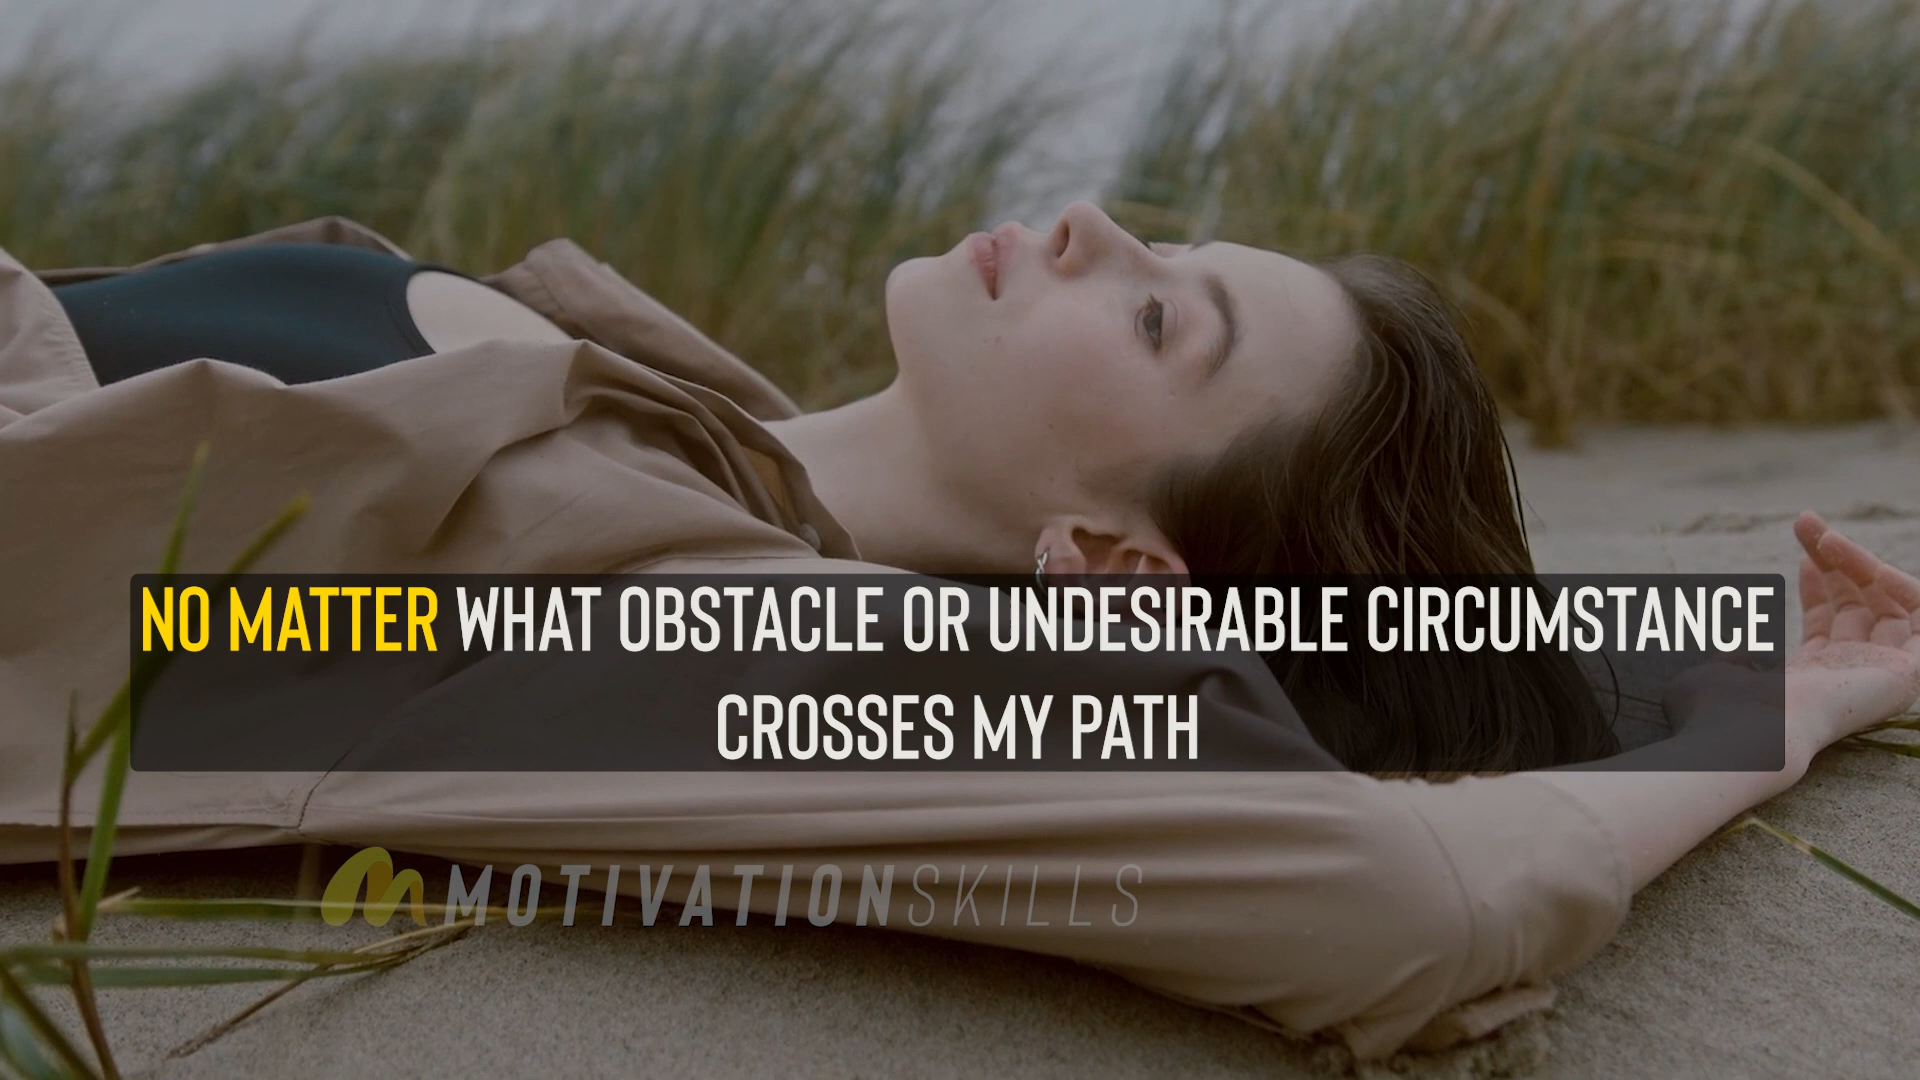 NO MATTER WHAT OBSTACLE OR UNDESIRABLE CIRCUMSTANCE
CROSSES MY PATH
MOTIVATIONSKILLS